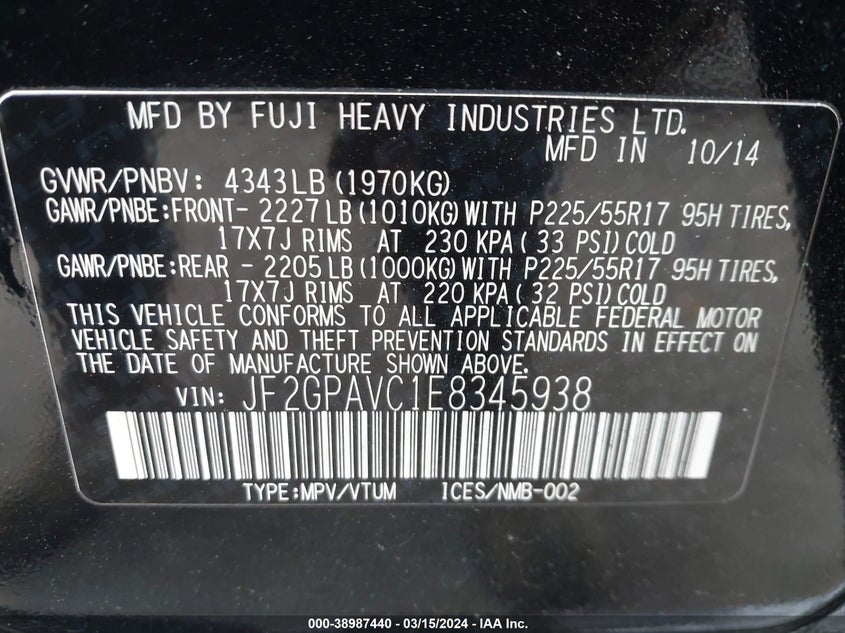 MFD BY FUJI HEAVY INDUSTRIES LTD.
MFD IN 10/14
GVWR/PNBV: 4343LB(1970KG)
GAWR/PNBE:FRONT- 2227LB(1010KG)WITH P225/55R17 95H TIRES,
17X7J RIMS AT 230 KPA(33 PSI)COLD
GAWR/PNBE:REAR - 2205LB(1000KG)WITH P225/55R17 95H TIRES,
17X7J RIMS AT 220 KPA(32 PSI)COLD
THIS VEHICLE CONFORMS TO ALL APPLICABLE FEDERAL MOTOR
VEHICLE SAFETY AND THEFT PREVENTION STANDARDS IN EFFECT ON
THE DATE OF MANUFACTURE SHOWN ABOVE.
VIN: JF2GPAVC1E8345938
TYPE:MPV/VTUM ICES/NMB-002
000-38987440 - 03/15/2024 - IAA Inc.